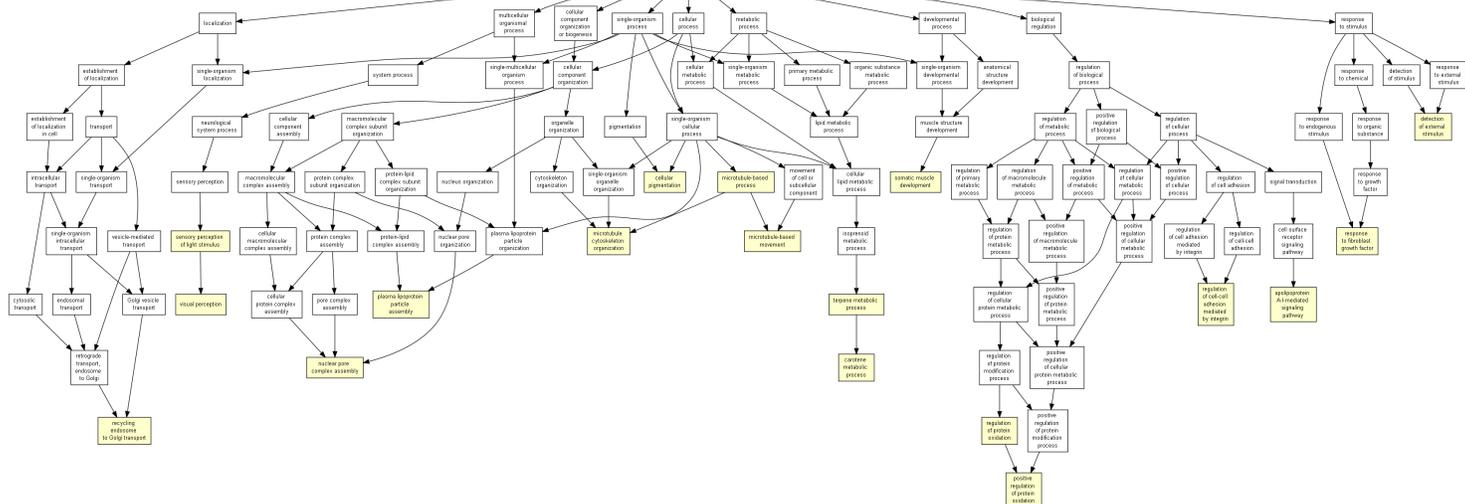 localization
multicellular
organismal
process
cellular
component
organization
or biogenesis
single-organism
process
cellular
process
metabolic
process
developmental
process
biological
regulation
response
to stimulus
establishment
of localization
single-organism
localization
system process
single-multicellular
organism
process
cellular
component
organization
cellular
metabolic
process
single-organism
metabolic
process
primary metabolic
process
organic substance
metabolic
process
single-organism
developmental
process
anatomical
structure
development
regulation
of biological
process
response
to chemical
detection
of stimulus
response
to external
stimulus
establishment
of localization
in cell
transport
neurological
system process
cellular
component
assembly
macromolecular
complex subunit
organization
organelle
organization
pigmentation
single-organism
cellular
process
lipid metabolic
process
muscle structure
development
regulation
of metabolic
process
positive
regulation
of biological
process
regulation
of cellular
process
response
to endogenous
stimulus
response
to organic
substance
detection
of external
stimulus
intracellular
transport
single-organism
transport
sensory perception
macromolecular
complex assembly
protein complex
subunit organization
protein-lipid
complex subunit
organization
nucleus organization
cytoskeleton
organization
single-organism
organelle
organization
cellular
pigmentation
microtubule-based
process
movement
of cell or
subcellular
component
cellular
lipid metabolic
process
somatic muscle
development
regulation
of primary
metabolic
process
regulation
of macromolecule
metabolic
process
positive
regulation
of metabolic
process
regulation
of cellular
metabolic
process
positive
regulation
of cellular
process
regulation
of cell adhesion
signal transduction
response
to growth
factor
single-organism
intracellular
transport
vesicle-mediated
transport
sensory perception
of light stimulus
cellular
macromolecular
complex assembly
protein complex
assembly
protein-lipid
complex assembly
nuclear pore
organization
plasma lipoprotein
particle
organization
microtubule
cytoskeleton
organization
microtubule-based
movement
isoprenoid
metabolic
process
regulation
of protein
metabolic
process
positive
regulation
of macromolecule
metabolic
process
positive
regulation
of cellular
metabolic
process
regulation
of cell adhesion
mediated
by integrin
regulation
of cell-cell
adhesion
cell surface
receptor
signaling
pathway
response
to fibroblast
growth factor
cytosolic
transport
endosomal
transport
Golgi vesicle
transport
visual perception
cellular
protein complex
assembly
pore complex
assembly
plasma lipoprotein
particle
assembly
terpene metabolic
process
regulation
of cellular
protein metabolic
process
positive
regulation
of protein
metabolic
process
regulation
of cell-cell
adhesion
mediated
by integrin
apolipoprotein
A-I-mediated
signaling
pathway
retrograde
transport,
endosome
to Golgi
nuclear pore
complex assembly
carotene
metabolic
process
regulation
of protein
modification
process
positive
regulation
of cellular
protein metabolic
process
recycling
endosome
to Golgi transport
regulation
of protein
oxidation
positive
regulation
of protein
modification
process
positive
regulation
of protein
oxidation